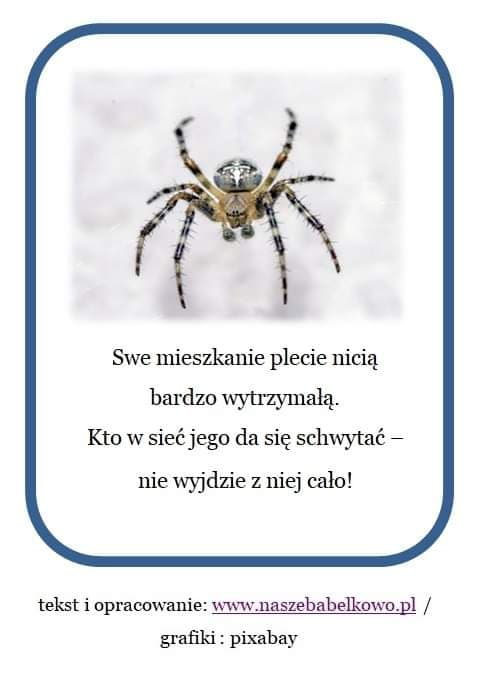 Swe mieszkanie plecie nicią
bardzo wytrzymałą.
Kto w sieć jego da się schwytać –
nie wyjdzie z niej cało!
tekst i opracowanie: www.naszebabelkowo.pl /
grafiki : pixabay